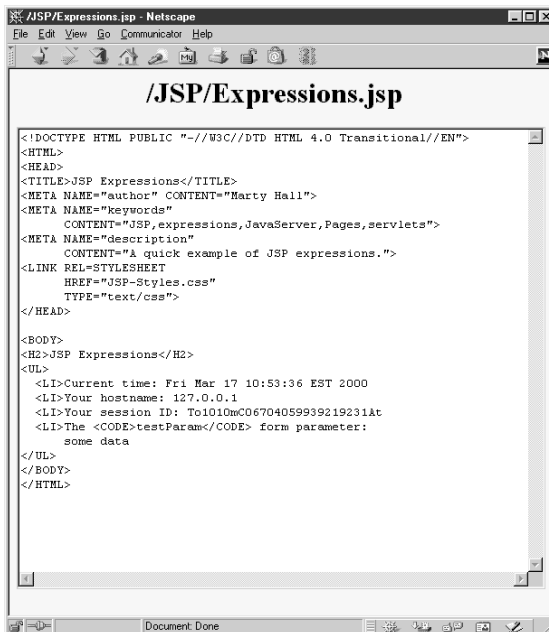 /JSP/Expressions.jsp - Netscape
File Edit View Go Communicator Help
My
N
/JSP/Expressions.jsp
<!DOCTYPE HTML PUBLIC "-//W3C//DTD HTML 4.0 Transitional//EN">
<HTML>
<HEAD>
<TITLE>JSP Expressions</TITLE>
<META NAME="author" CONTENT="Marty Hall">
<META NAME="keywords"
      CONTENT="JSP,expressions,JavaServer,Pages,servlets">
<META NAME="description"
      CONTENT="A quick example of JSP expressions.">
<LINK REL=STYLESHEET
      HREF="JSP-Styles.css"
      TYPE="text/css">
</HEAD>

<BODY>
<H2>JSP Expressions</H2>
<UL>
  <LI>Current time: Fri Mar 17 10:53:36 EST 2000
  <LI>Your hostname: 127.0.0.1
  <LI>Your session ID: To1010mC06704059939219231At
  <LI>The <CODE>testParam</CODE> form parameter:
      some data
</UL>
</BODY>
</HTML>
Document: Done